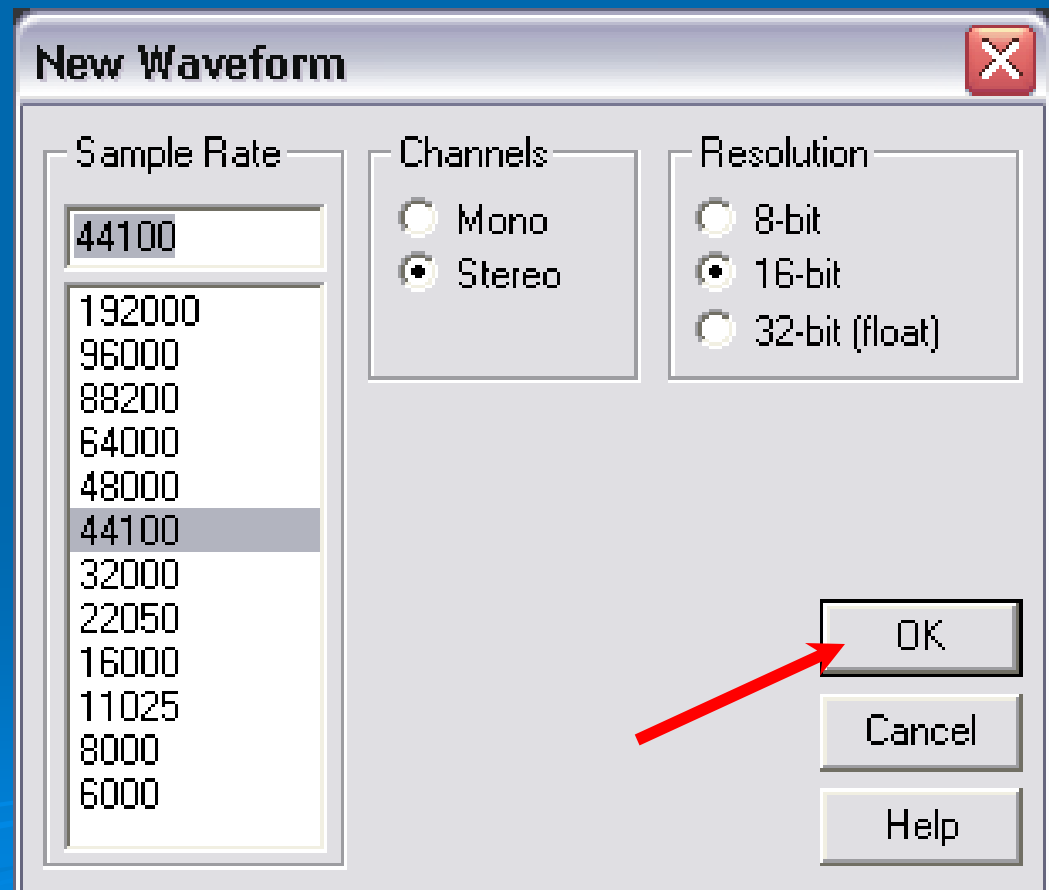 New Waveform
Sample Rate
44100
192000
96000
88200
64000
48000
44100
32000
22050
16000
11025
8000
6000
Channels
Mono
Stereo
Resolution
8-bit
16-bit
32-bit (float)
OK
Cancel
Help